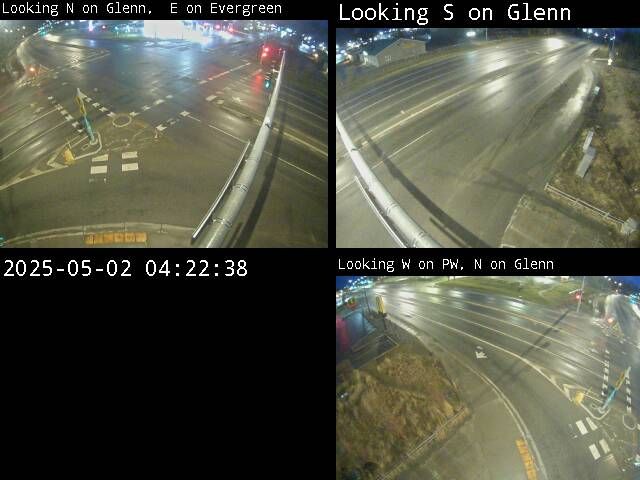 Looking N on Glenn, E on Evergreen
Looking S on Glenn
2025-05-02 04:22:38
Looking W on PW, N on Glenn